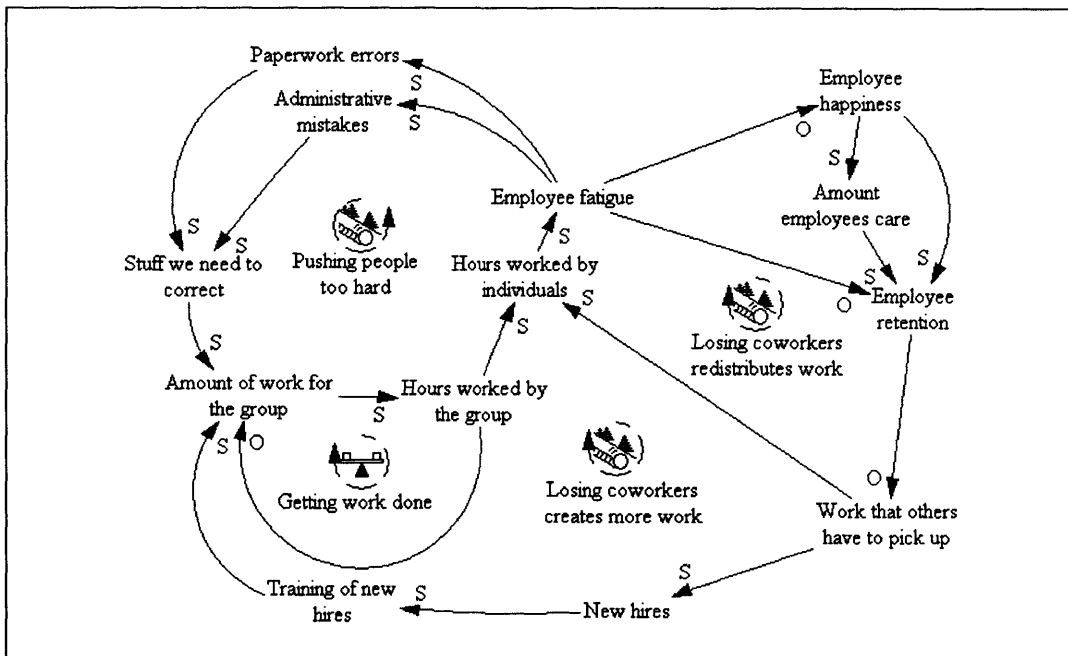 Paperwork errors
S
Administrative
mistakes
S
Employee
happiness
O
S
Amount
employees care
Employee fatigue
S
S
Stuff we need to
correct
S
Pushing people
too hard
Hours worked by
individuals
S
S
S
S
S
O
Employee
retention
Losing coworkers
redistributes work
S
Amount of work for
the group
S
Hours worked by
the group
S
O
Getting work done
Losing coworkers
creates more work
O
Work that others
have to pick up
Training of new
hires
S
New hires
S